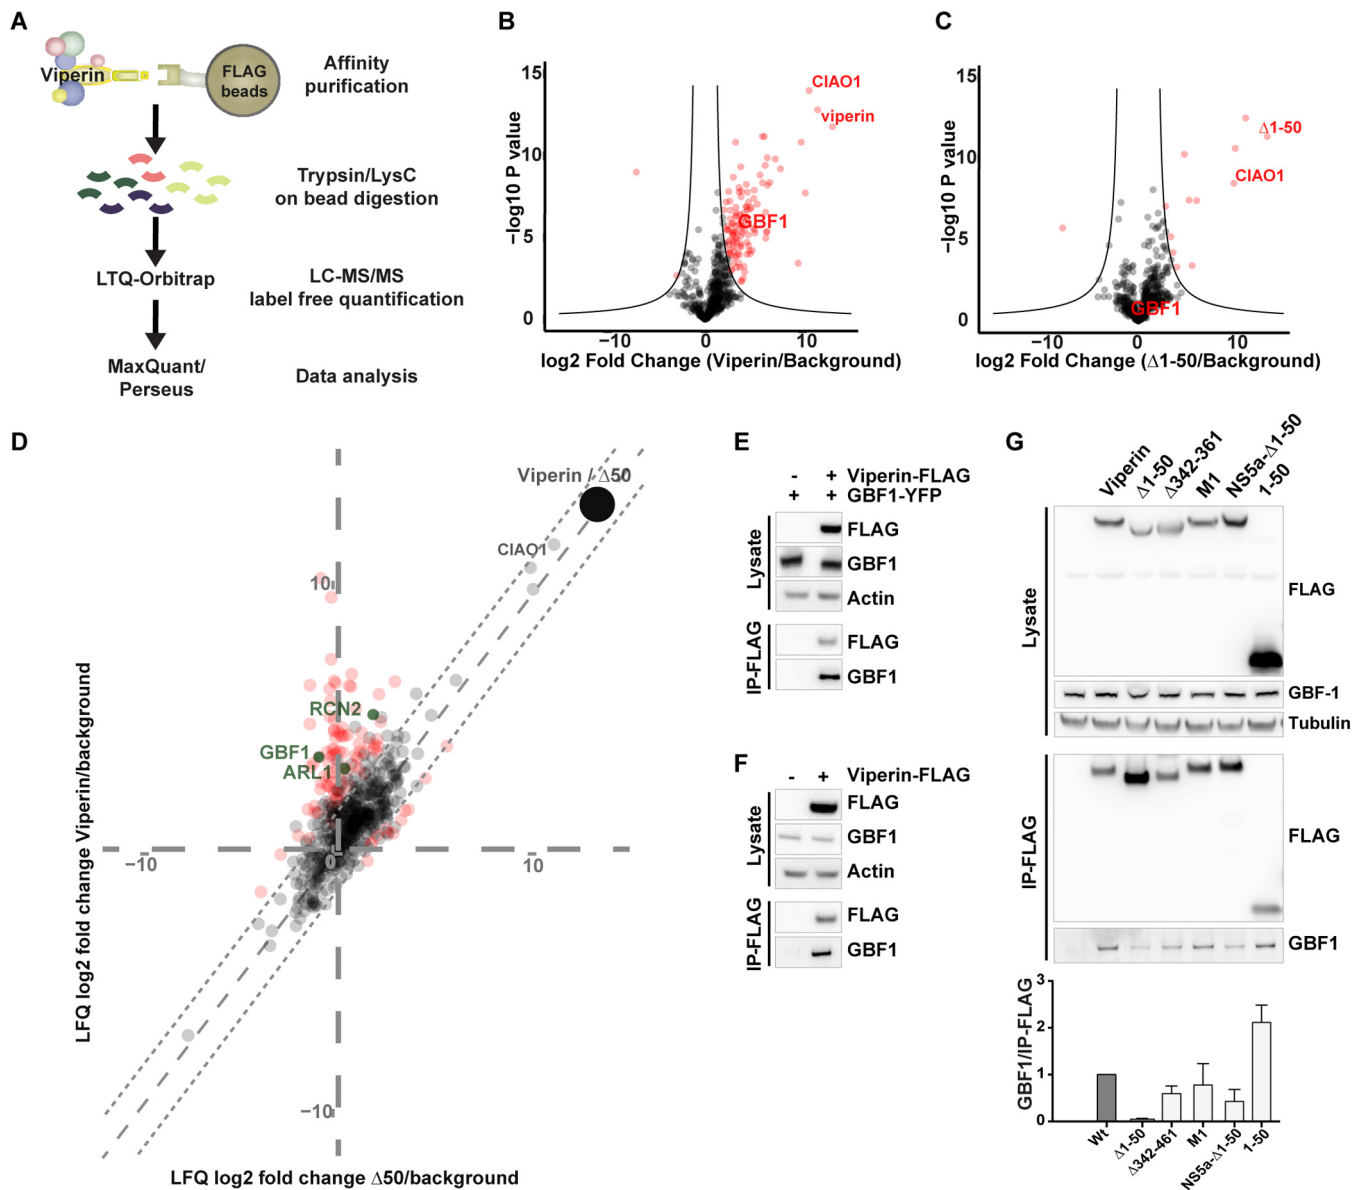 A
Viperin
FLAG
beads
Affinity
purification
Trypsin/LysC
on bead digestion
LTQ-Orbitrap
LC-MS/MS
label free quantification
MaxQuant/
Perseus
Data analysis
B
−log10 P value
15
10
5
0
−10
0
10
CIAO1
viperin
GBF1
log2 Fold Change (Viperin/Background)
C
−log10 P value
15
10
5
0
−10
0
10
Δ1-50
CIAO1
GBF1
log2 Fold Change (Δ1-50/Background)
D
LFQ log2 fold change Viperin/background
Viperin / Δ50
CIAO1
10
RCN2
GBF1
ARL1
−10
0
10
−10
LFQ log2 fold change Δ50/background
E
- + Viperin-FLAG
+ + GBF1-YFP
Lysate
FLAG
GBF1
Actin
IP-FLAG
FLAG
GBF1
F
- + Viperin-FLAG
Lysate
FLAG
GBF1
Actin
IP-FLAG
FLAG
GBF1
G
Viperin
Δ1-50
Δ342-361
M1
NS5a-Δ1-50
1-50
Lysate
FLAG
GBF-1
Tubulin
IP-FLAG
FLAG
GBF1
GBF1/IP-FLAG
3
2
1
0
Wt
Δ1-50
Δ342-461
M1
NS5a-Δ1-50
1-50